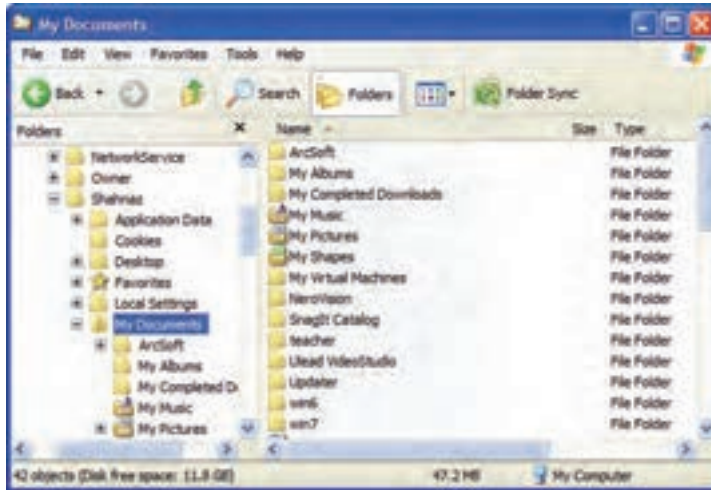 My Documents
File Edit View Favorites Tools Help
Back Search Folders Folder Sync
Folders
NetworkService
Owner
Shahnaz
Application Data
Cookies
Desktop
Favorites
Local Settings
My Documents
ArcSoft
My Albums
My Completed D
My Music
My Pictures
Name Size Type
ArcSoft File Folder
My Albums File Folder
My Completed Downloads File Folder
My Music File Folder
My Pictures File Folder
My Shapes File Folder
My Virtual Machines File Folder
NeroVision File Folder
SnagIt Catalog File Folder
teacher File Folder
Ulead VideoStudio File Folder
Updater File Folder
win6 File Folder
win7 File Folder
42 objects (Disk free space: 11.8 GB) 47.2 MB My Computer